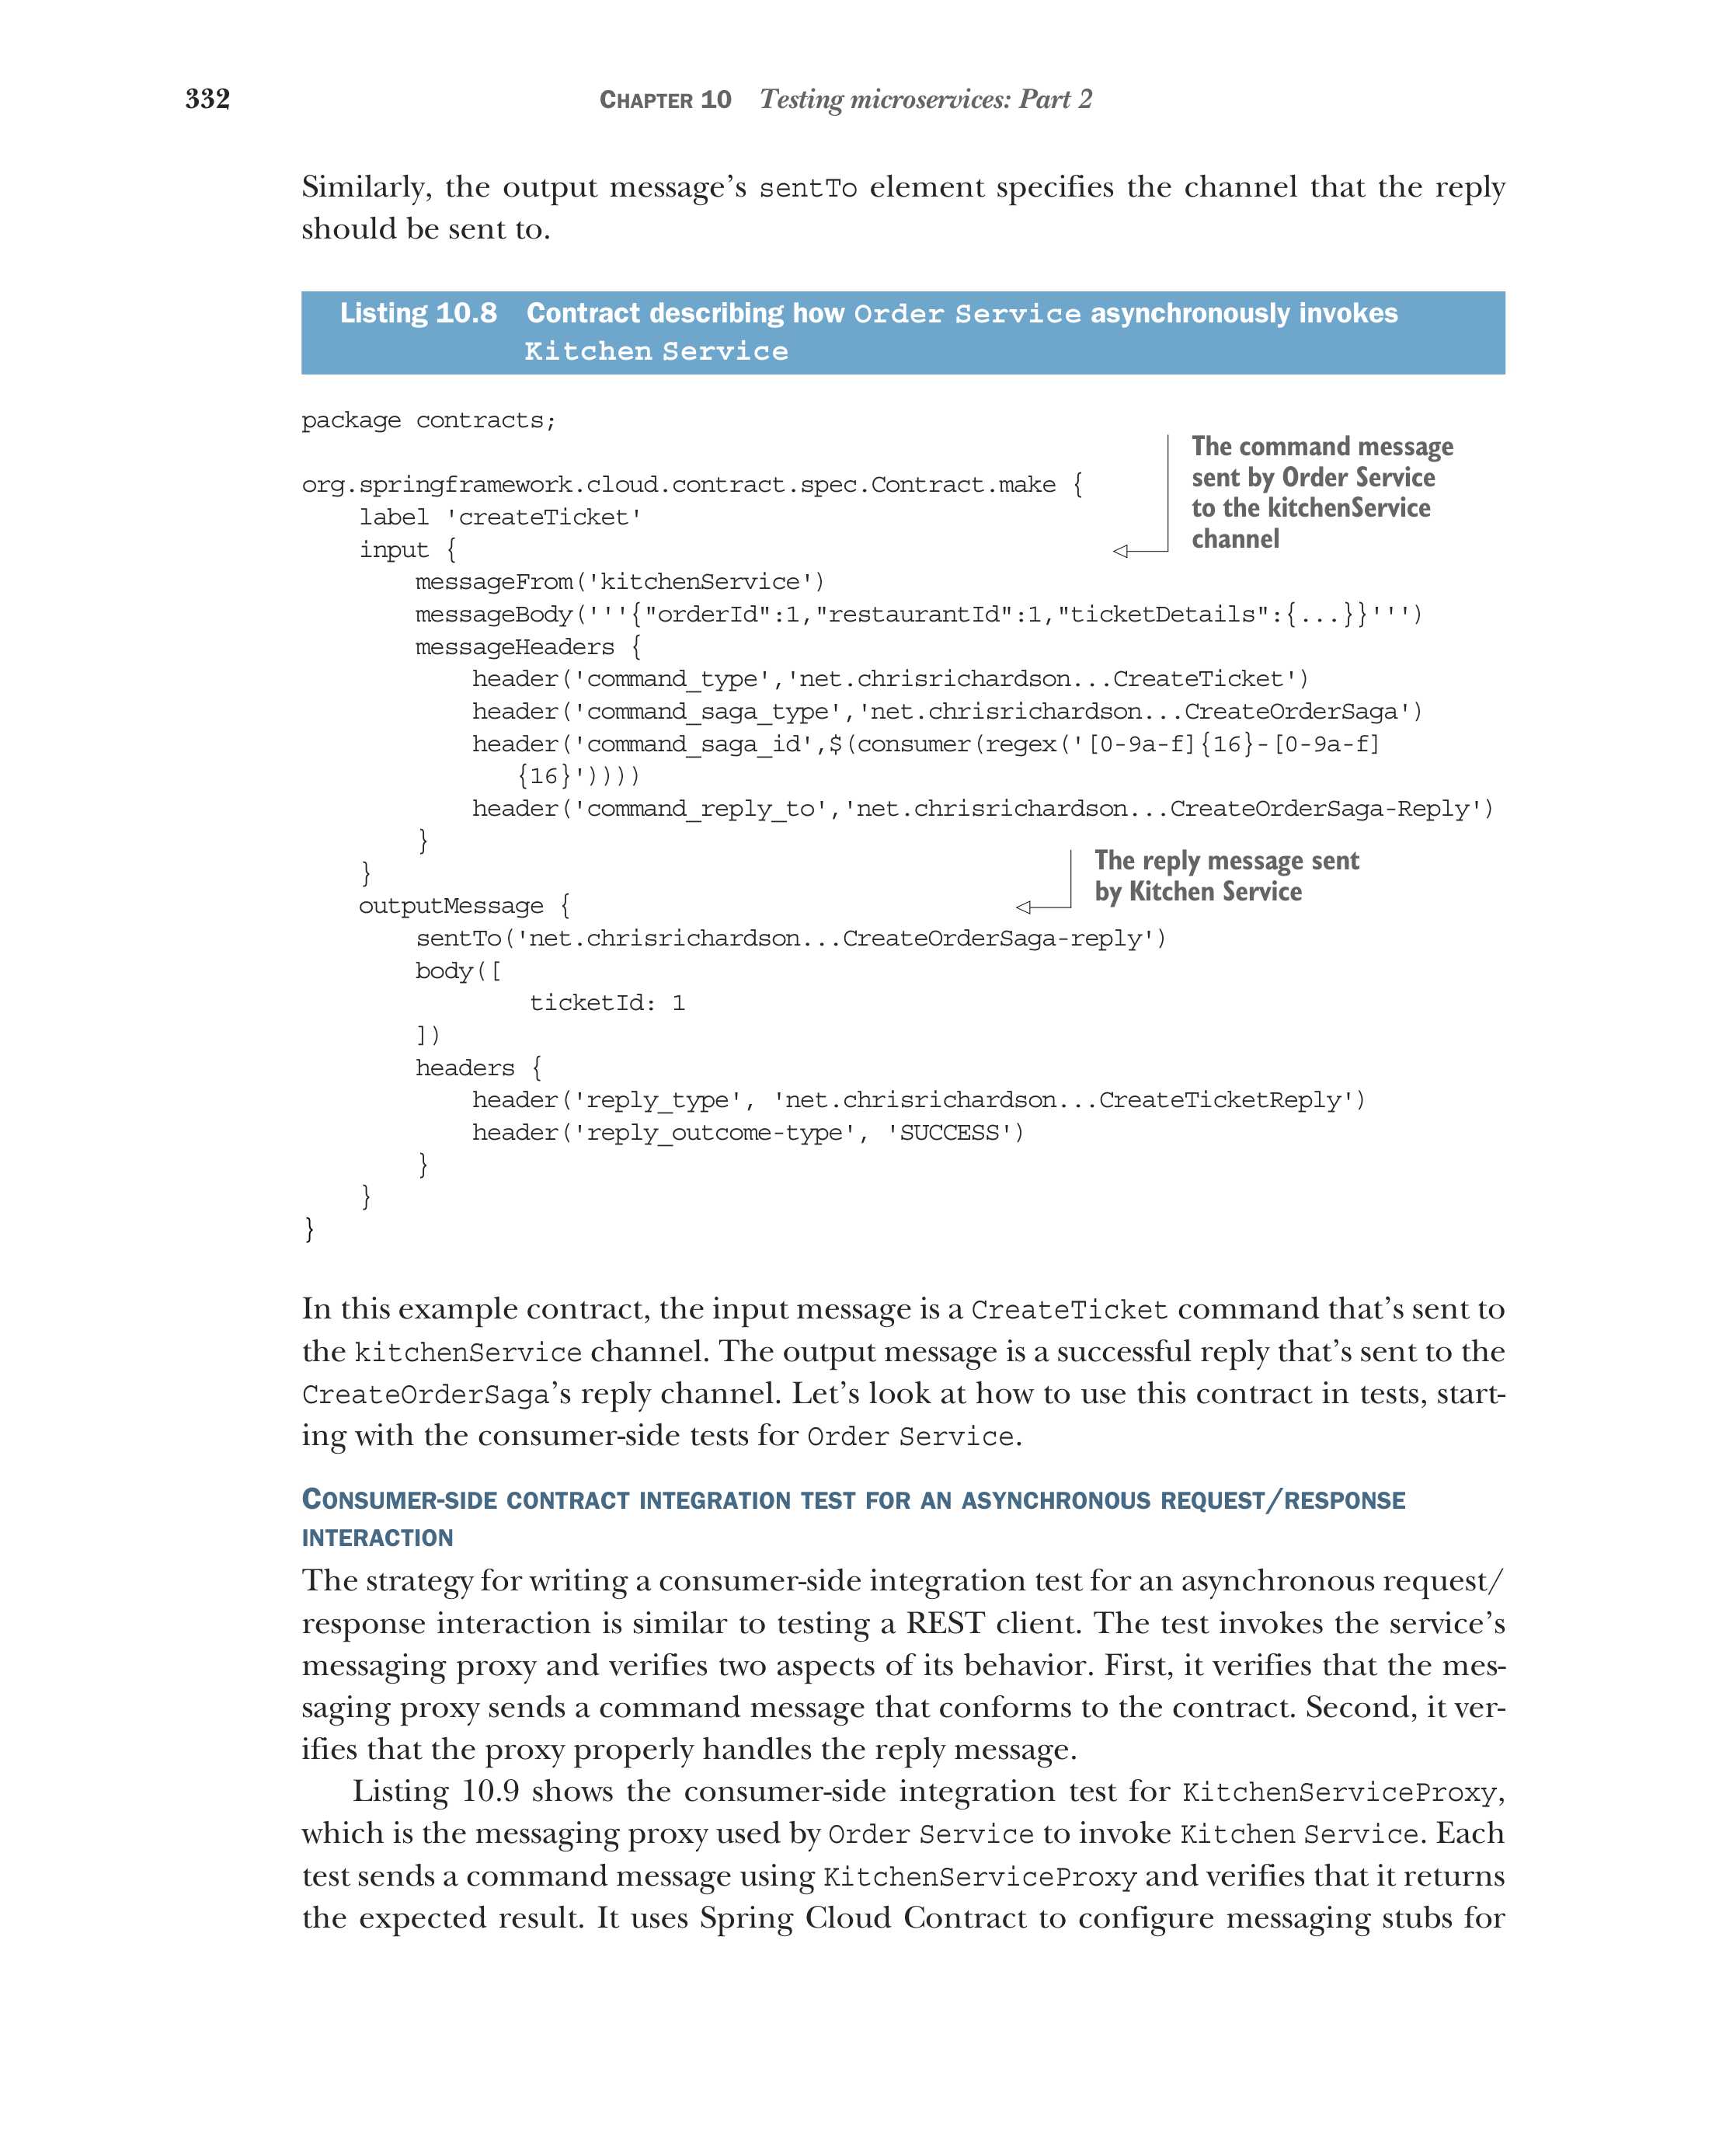 332
CHAPTER 10 Testing microservices: Part 2
Similarly, the output message’s sentTo element specifies the channel that the reply
should be sent to.
Listing 10.8 Contract describing how Order Service asynchronously invokes
Kitchen Service
package contracts;
The command message
sent by Order Service
to the kitchenService
channel
org.springframework.cloud.contract.spec.Contract.make {
    label 'createTicket'
    input {
        messageFrom('kitchenService')
        messageBody('''{"orderId":1,"restaurantId":1,"ticketDetails":{...}}''')
        messageHeaders {
            header('command_type','net.chrisrichardson...CreateTicket')
            header('command_saga_type','net.chrisrichardson...CreateOrderSaga')
            header('command_saga_id',$(consumer(regex('[0-9a-f]{16}-[0-9a-f]
               {16}'))))
            header('command_reply_to','net.chrisrichardson...CreateOrderSaga-Reply')
        }
    }
The reply message sent
by Kitchen Service
    outputMessage {
        sentTo('net.chrisrichardson...CreateOrderSaga-reply')
        body([
                ticketId: 1
        ])
        headers {
            header('reply_type', 'net.chrisrichardson...CreateTicketReply')
            header('reply_outcome-type', 'SUCCESS')
        }
    }
}
In this example contract, the input message is a CreateTicket command that’s sent to
the kitchenService channel. The output message is a successful reply that’s sent to the
CreateOrderSaga’s reply channel. Let’s look at how to use this contract in tests, start-
ing with the consumer-side tests for Order Service.
CONSUMER-SIDE CONTRACT INTEGRATION TEST FOR AN ASYNCHRONOUS REQUEST/RESPONSE
INTERACTION
The strategy for writing a consumer-side integration test for an asynchronous request/
response interaction is similar to testing a REST client. The test invokes the service’s
messaging proxy and verifies two aspects of its behavior. First, it verifies that the mes-
saging proxy sends a command message that conforms to the contract. Second, it ver-
ifies that the proxy properly handles the reply message.
Listing 10.9 shows the consumer-side integration test for KitchenServiceProxy,
which is the messaging proxy used by Order Service to invoke Kitchen Service. Each
test sends a command message using KitchenServiceProxy and verifies that it returns
the expected result. It uses Spring Cloud Contract to configure messaging stubs for